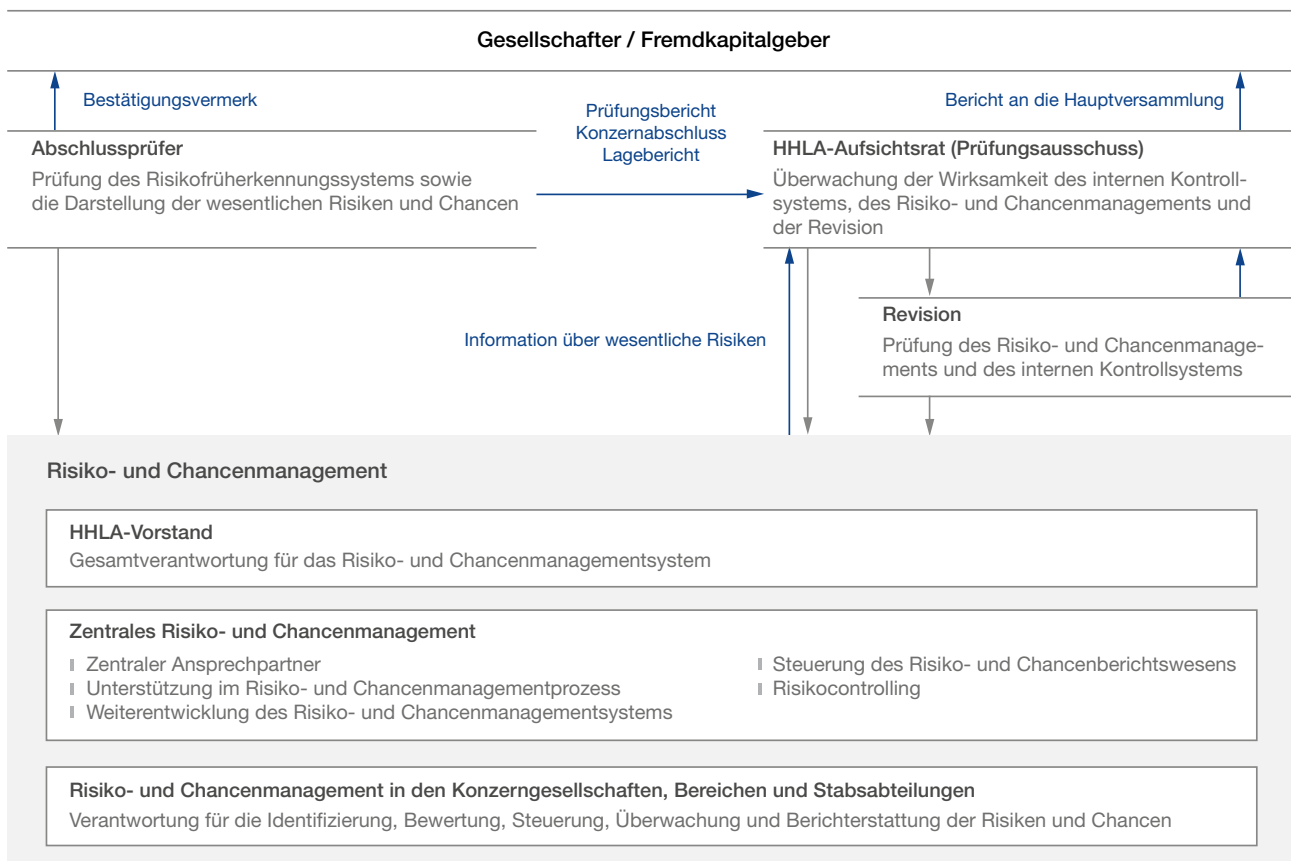 Gesellschafter / Fremdkapitalgeber
Bestätigungsvermerk
Prüfungsbericht
Konzernabschluss
Lagebericht
Bericht an die Hauptversammlung
Abschlussprüfer
Prüfung des Risikofrüherkennungssystems sowie
die Darstellung der wesentlichen Risiken und Chancen
HHLA-Aufsichtsrat (Prüfungsausschuss)
Überwachung der Wirksamkeit des internen Kontroll-
systems, des Risiko- und Chancenmanagements und
der Revision
Information über wesentliche Risiken
Revision
Prüfung des Risiko- und Chancenmanage-
ments und des internen Kontrollsystems
Risiko- und Chancenmanagement
HHLA-Vorstand
Gesamtverantwortung für das Risiko- und Chancenmanagementsystem
Zentrales Risiko- und Chancenmanagement
Zentraler Ansprechpartner
Unterstützung im Risiko- und Chancenmanagementprozess
Weiterentwicklung des Risiko- und Chancenmanagementsystems
Steuerung des Risiko- und Chancenberichtswesens
Risikocontrolling
Risiko- und Chancenmanagement in den Konzerngesellschaften, Bereichen und Stabsabteilungen
Verantwortung für die Identifizierung, Bewertung, Steuerung, Überwachung und Berichterstattung der Risiken und Chancen